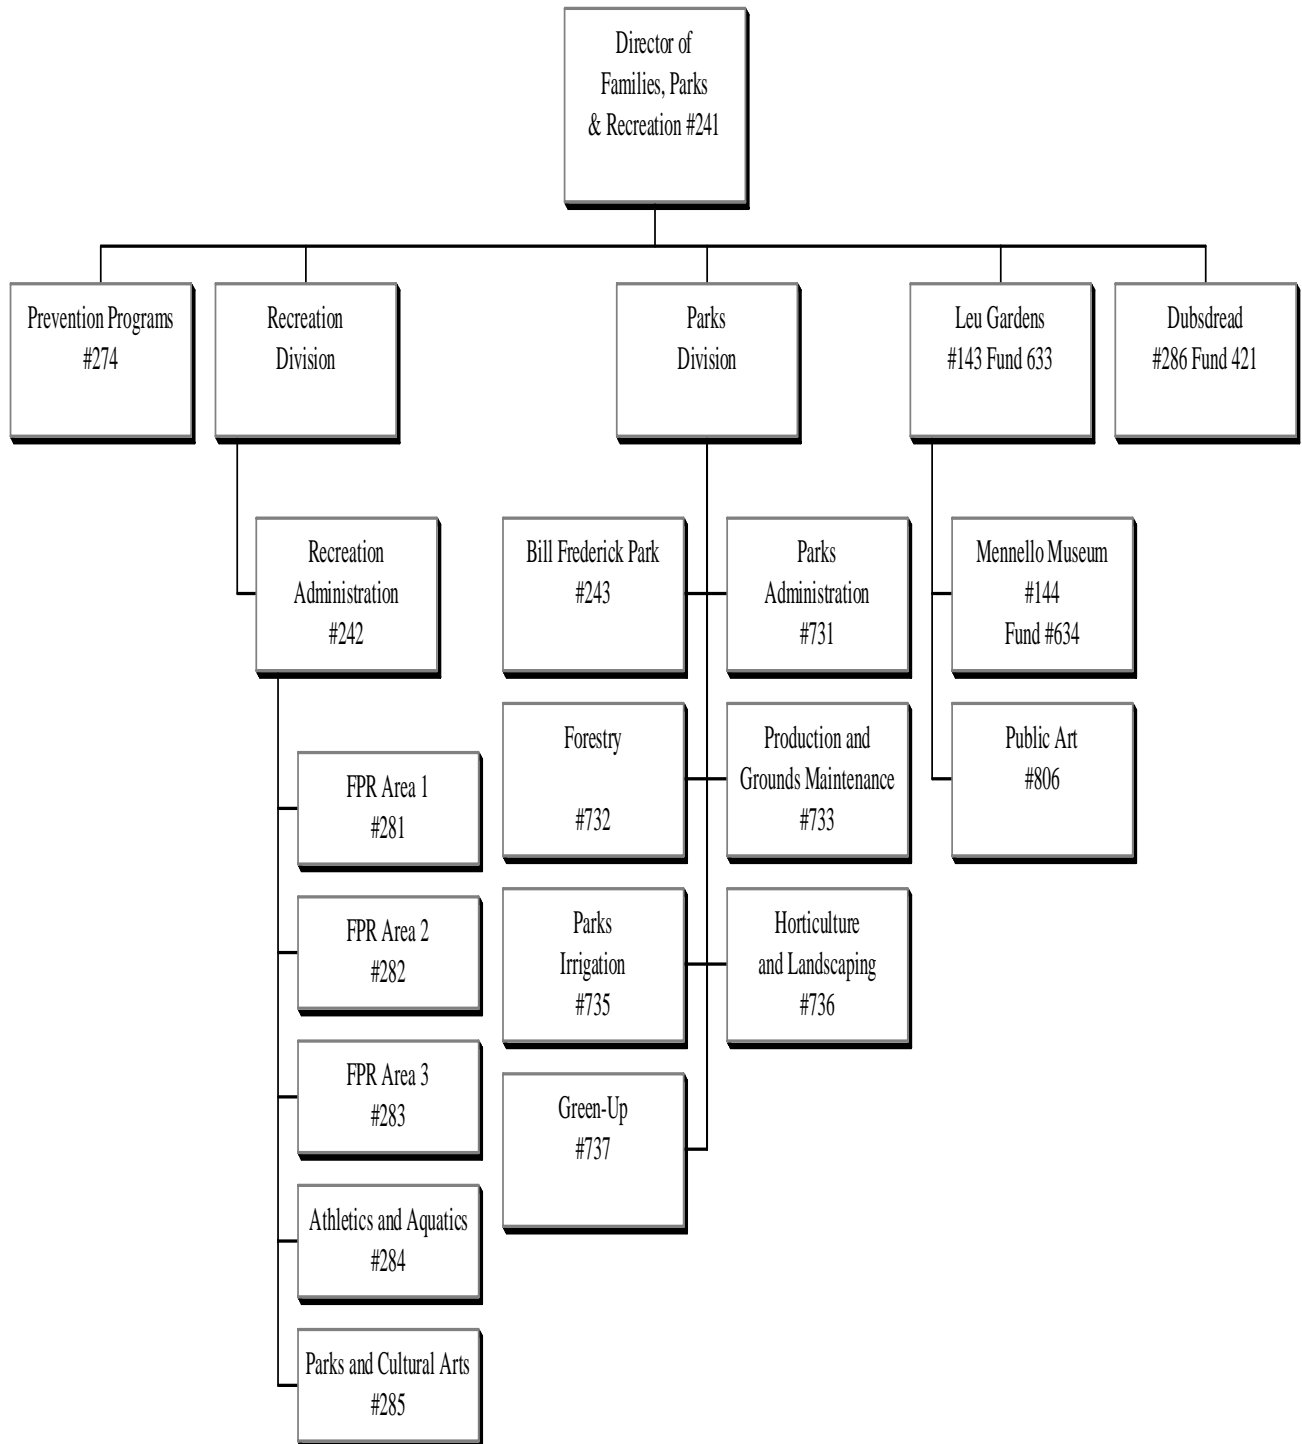 Director of
Families, Parks
& Recreation #241
Prevention Programs
#274
Recreation
Division
Parks
Division
Leu Gardens
#143 Fund 633
Dubsdread
#286 Fund 421
Recreation
Administration
#242
Bill Frederick Park
#243
Parks
Administration
#731
Mennello Museum
#144
Fund #634
Forestry
#732
Production and
Grounds Maintenance
#733
Public Art
#806
FPR Area 1
#281
FPR Area 2
#282
Parks
Irrigation
#735
Horticulture
and Landscaping
#736
FPR Area 3
#283
Green-Up
#737
Athletics and Aquatics
#284
Parks and Cultural Arts
#285